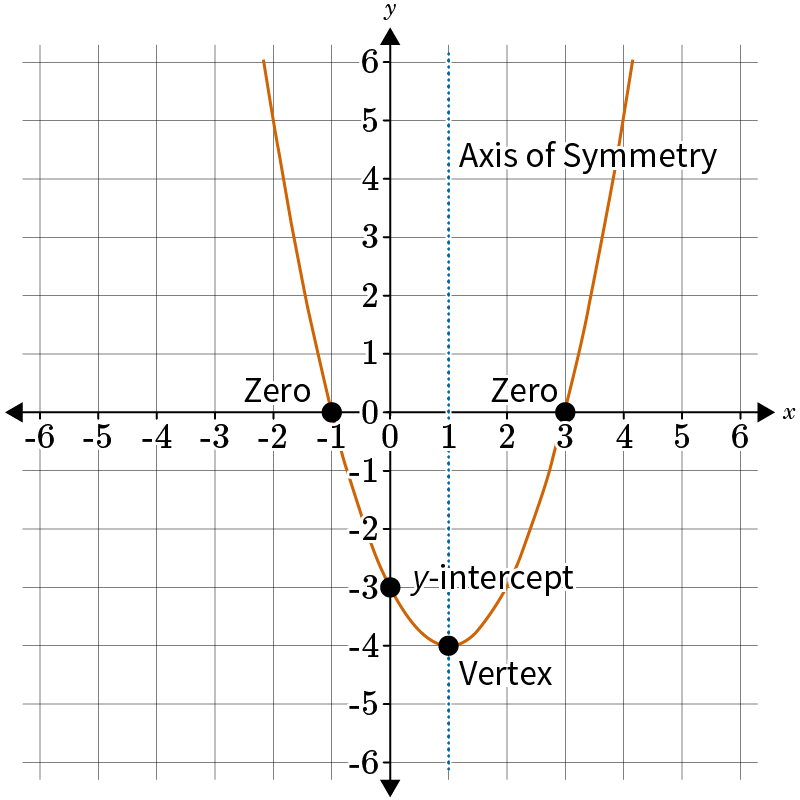 y
6
5
Axis of Symmetry
4
3
2
1
Zero Zero
0 x
-6 -5 -4 -3 -2 -1 0 1 2 3 4 5 6
-1
-2
-3 y-intercept
-4
Vertex
-5
-6